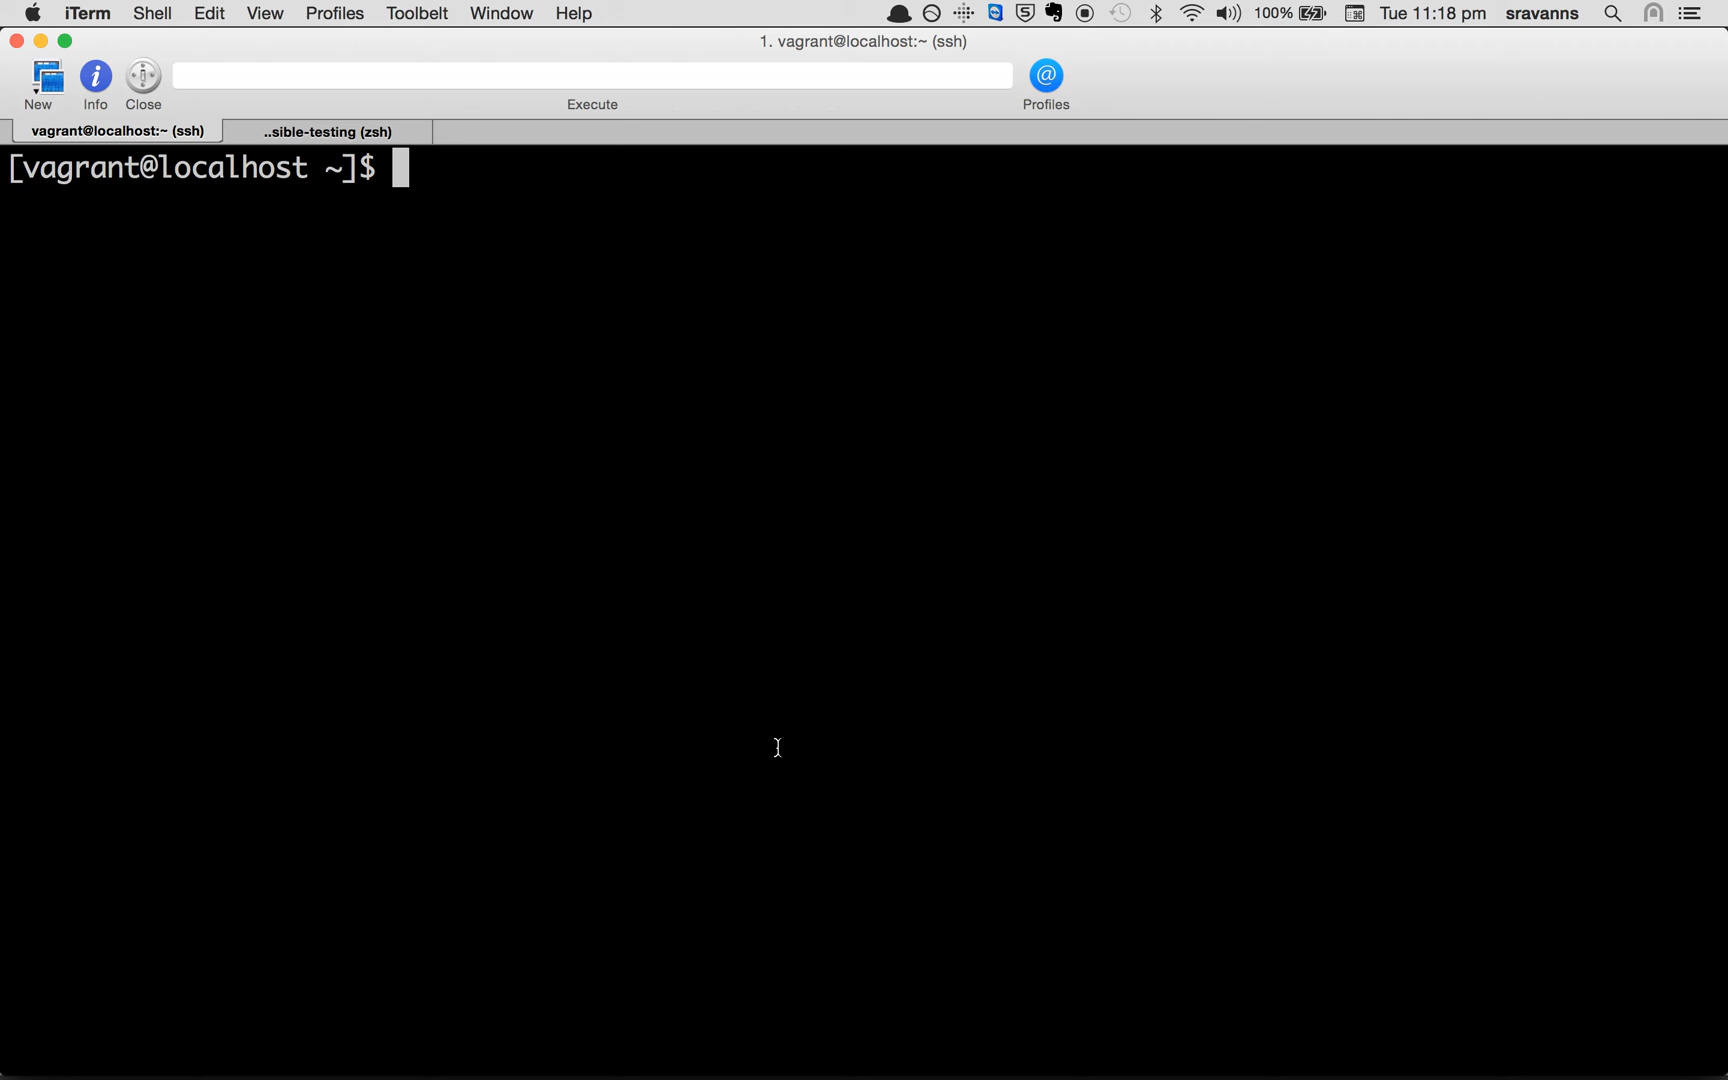 iTerm Shell Edit View Profiles Toolbelt Window Help 100% Tue 11:18 pm sravanns
1. vagrant@localhost:~ (ssh)
New Info Close Execute Profiles
vagrant@localhost:~ (ssh) ..sible-testing (zsh)
[vagrant@localhost ~]$